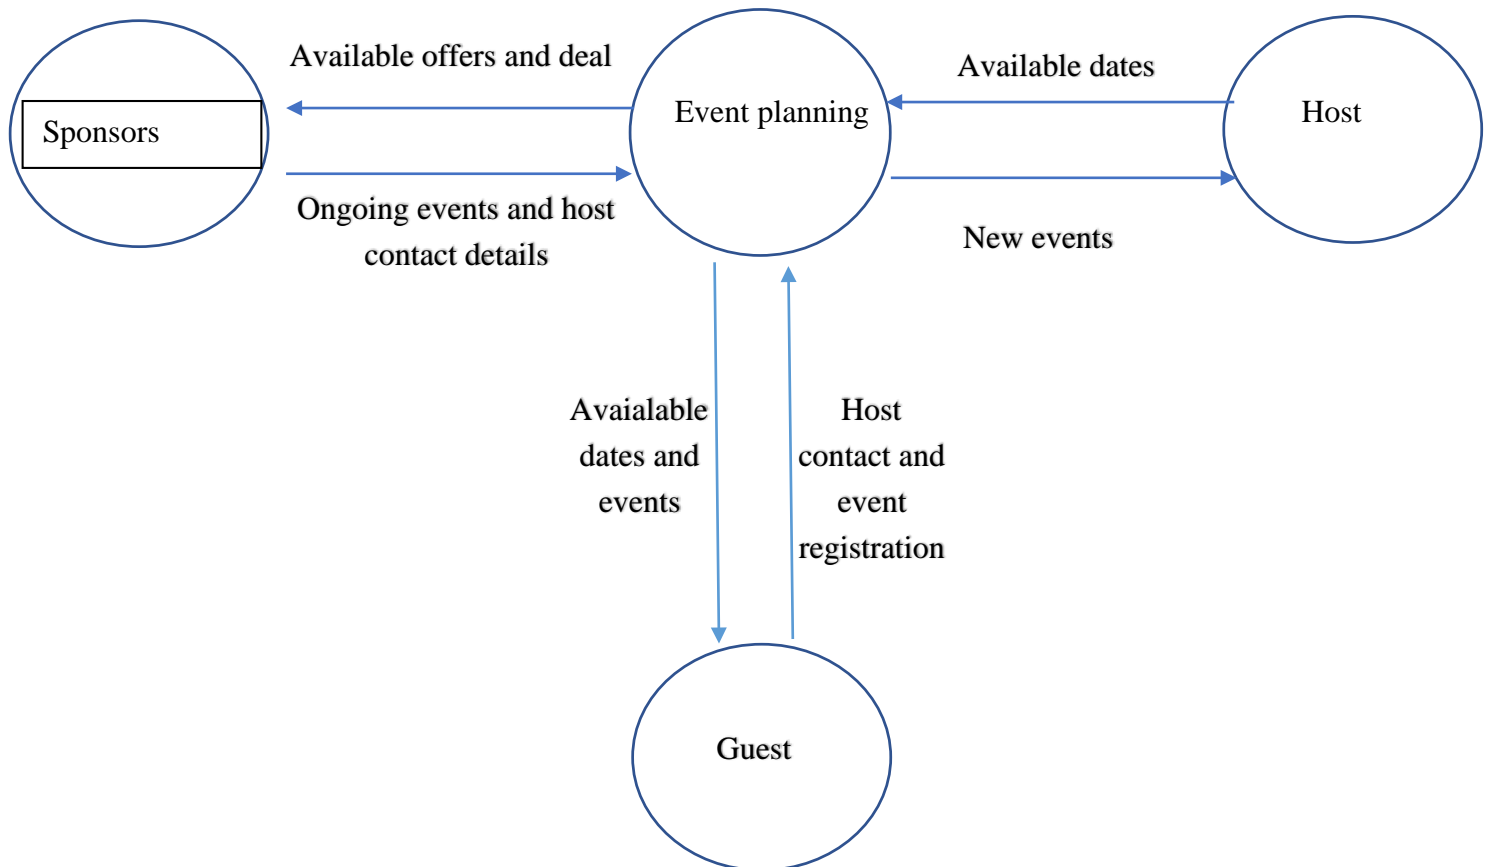 Available offers and deal
Available dates
Event planning
Host
Sponsors
Ongoing events and host
contact details
New events
Avaialable
dates and
events
Host
contact and
event
registration
Guest